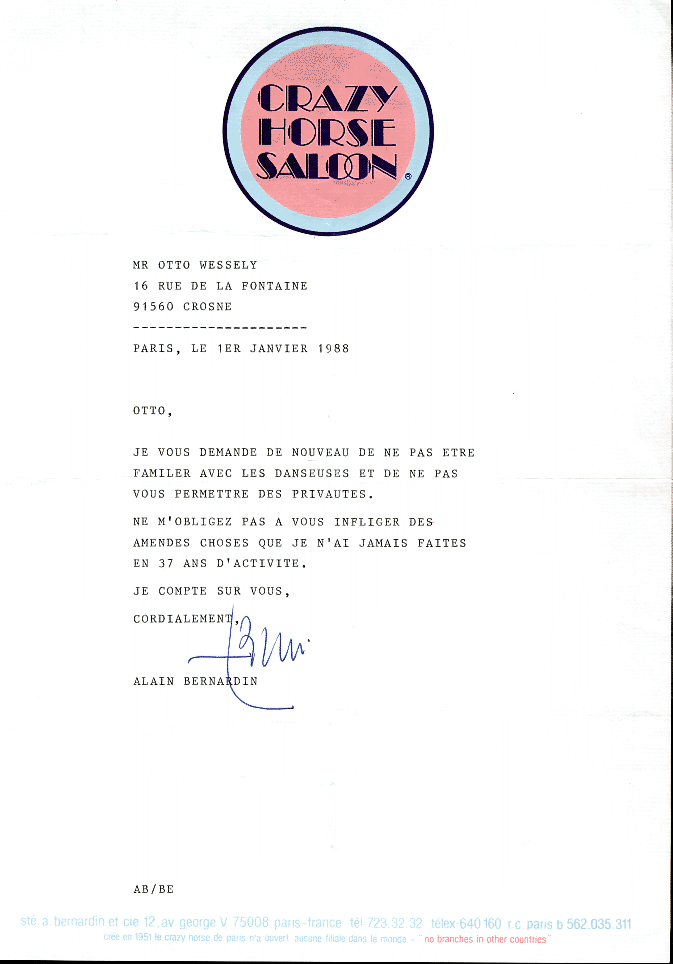 CRAZY
HORSE
SALOON ®
MR OTTO WESSELY
16 RUE DE LA FONTAINE
91560 CROSNE
---------------------
PARIS, LE 1ER JANVIER 1988
OTTO,
JE VOUS DEMANDE DE NOUVEAU DE NE PAS ETRE
FAMILER AVEC LES DANSEUSES ET DE NE PAS
VOUS PERMETTRE DES PRIVAUTES.
NE M'OBLIGEZ PAS A VOUS INFLIGER DES
AMENDES CHOSES QUE JE N'AI JAMAIS FAITES
EN 37 ANS D'ACTIVITE.
JE COMPTE SUR VOUS,
CORDIALEMENT,
ALAIN BERNARDIN
AB/BE
sté a. bernardin et cie 12, av. george V 75008 paris-france tél 723.32.32 télex 640 160 r.c. paris b 562.035.311
créé en 1951 le crazy horse de paris n'a ouvert aucune filiale dans le monde - "no branches in other countries"